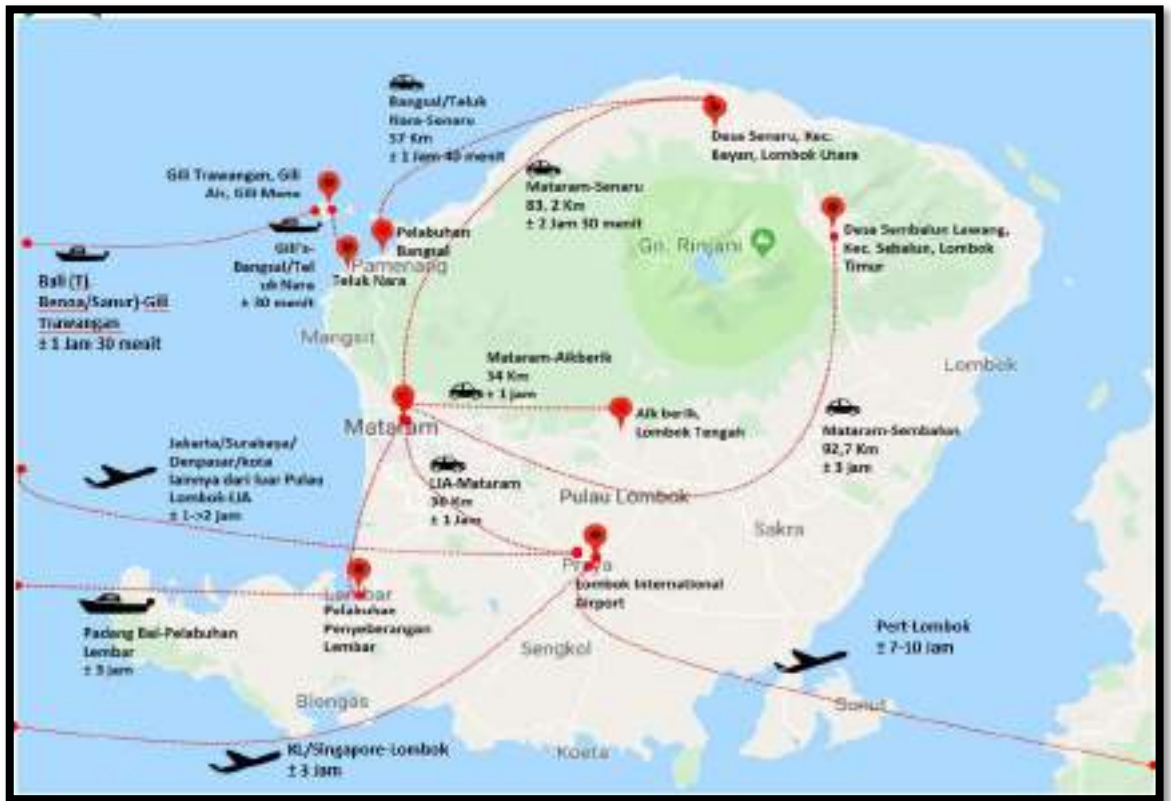 Bangsal/Teluk
Nara-Senaru
57 Km
± 1 Jam 40 menit
Desa Senaru, Kec.
Bayan, Lombok Utara
Gili Trawangan, Gili
Air, Gili Meno
Mataram-Senaru
83, 2 Km
± 2 Jam 30 menit
Pelabuhan
Bangsal
Pamenang
Teluk Nara
Gili's-
Bangsal/Tel
uk Nara
± 30 menit
Bali (T).
Benoa/Sanur)-Gili
Trawangan
± 1 Jam 30 menit
Gn. Rinjani
Desa Sembalun Lawang,
Kec. Sebalun, Lombok
Timur
Mangsit
Lombok
Mataram-Aikberik
34 Km
± 1 jam
Mataram
Aik berik,
Lombok Tengah
Mataram-Sembalun
92,7 Km
± 3 jam
Jakarta/Surabaya/
Denpasar/kota
lainnya dari luar Pulau
Lombok-LIA
± 1->2 jam
LIA-Mataram
30 Km
± 1 Jam
Pulau Lombok
Sakra
Praya
Lombok International
Airport
Lembar
Pelabuhan
Penyeberangan
Lembar
Padang Bai-Pelabuhan
Lembar
± 3 jam
Sengkol
Pert-Lombok
± 7-10 Jam
Blongas
Sunut
Koeta
KL/Singapore-Lombok
± 3 Jam